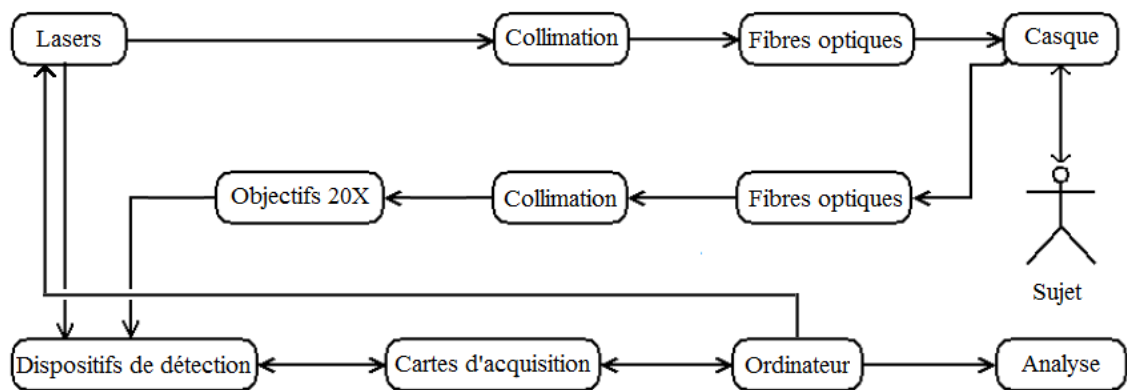 Lasers
Collimation
Fibres optiques
Casque
Objectifs 20X
Collimation
Fibres optiques
Sujet
Dispositifs de détection
Cartes d'acquisition
Ordinateur
Analyse